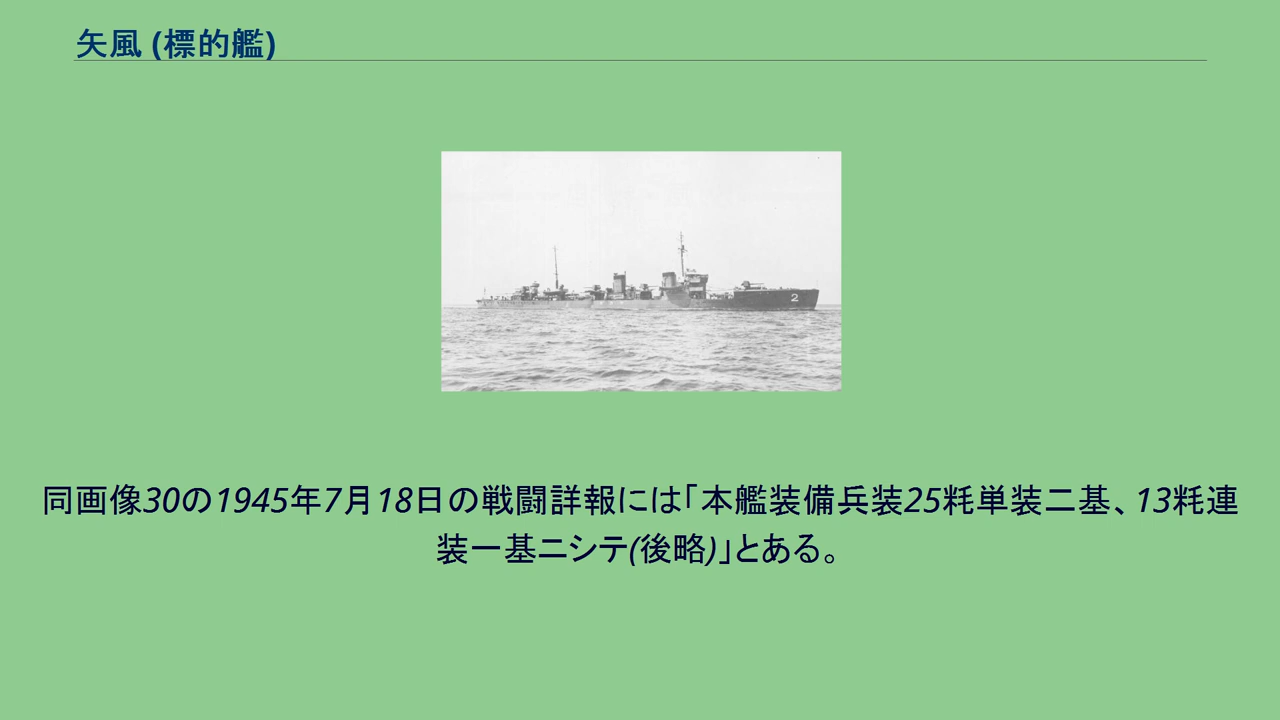 矢風 (標的艦)
2
同画像30の1945年7月18日の戦闘詳報には「本艦装備兵装25粍単装二基、13粍連
装一基ニシテ(後略)」とある。